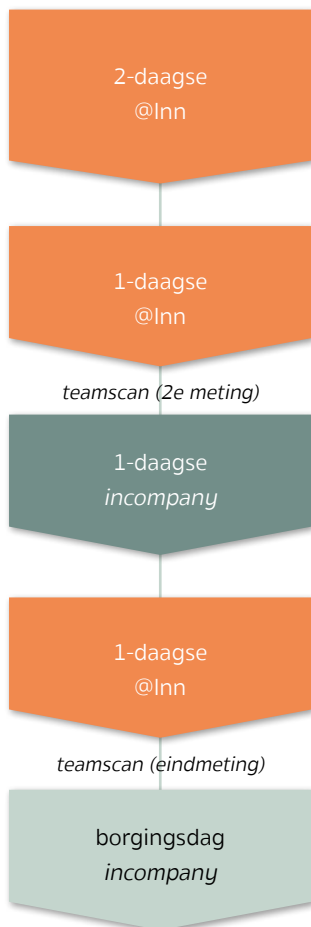 2-daagse
@Inn
1-daagse
@Inn
teamscan (2e meting)
1-daagse
incompany
1-daagse
@Inn
teamscan (eindmeting)
borgingsdag
incompany